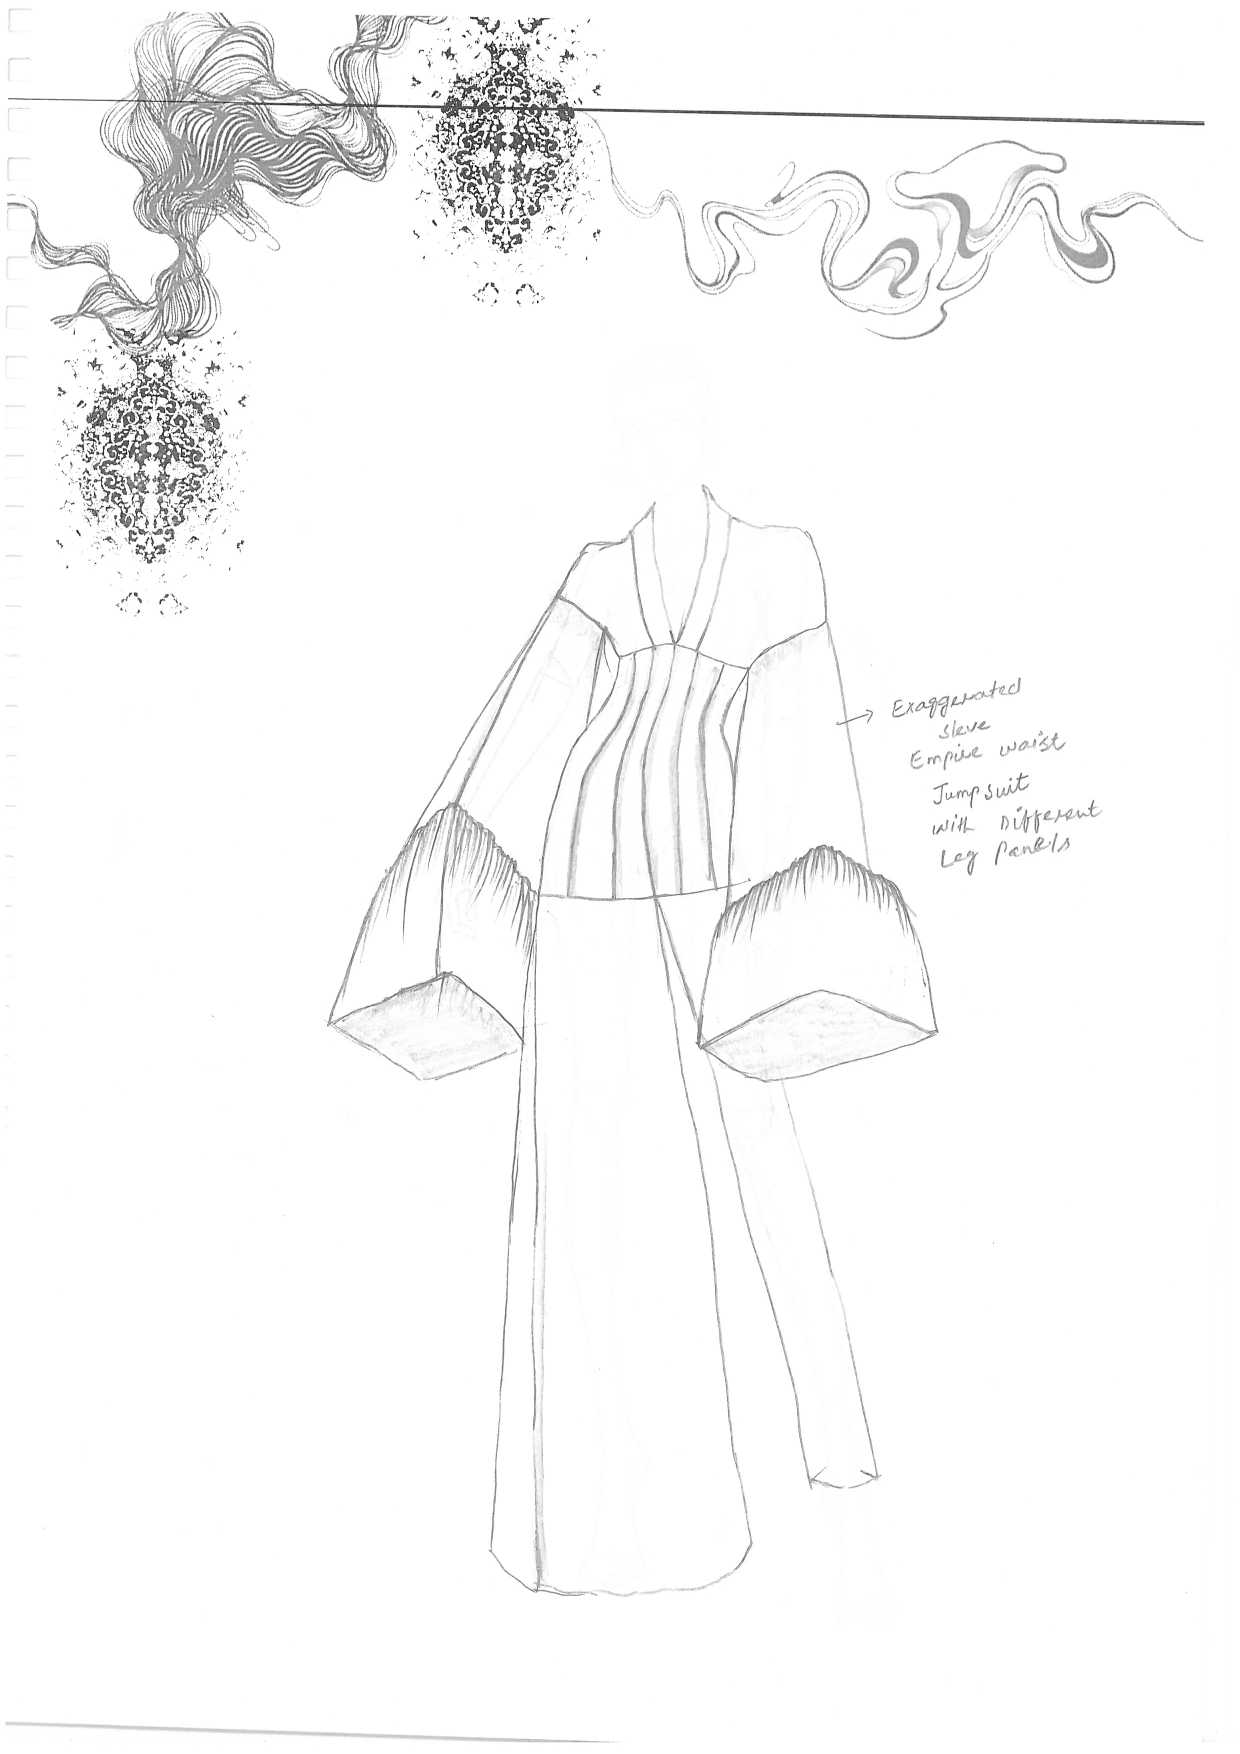 Exaggerated
sleve
Empire waist
Jumpsuit
with Different
Leg Panels